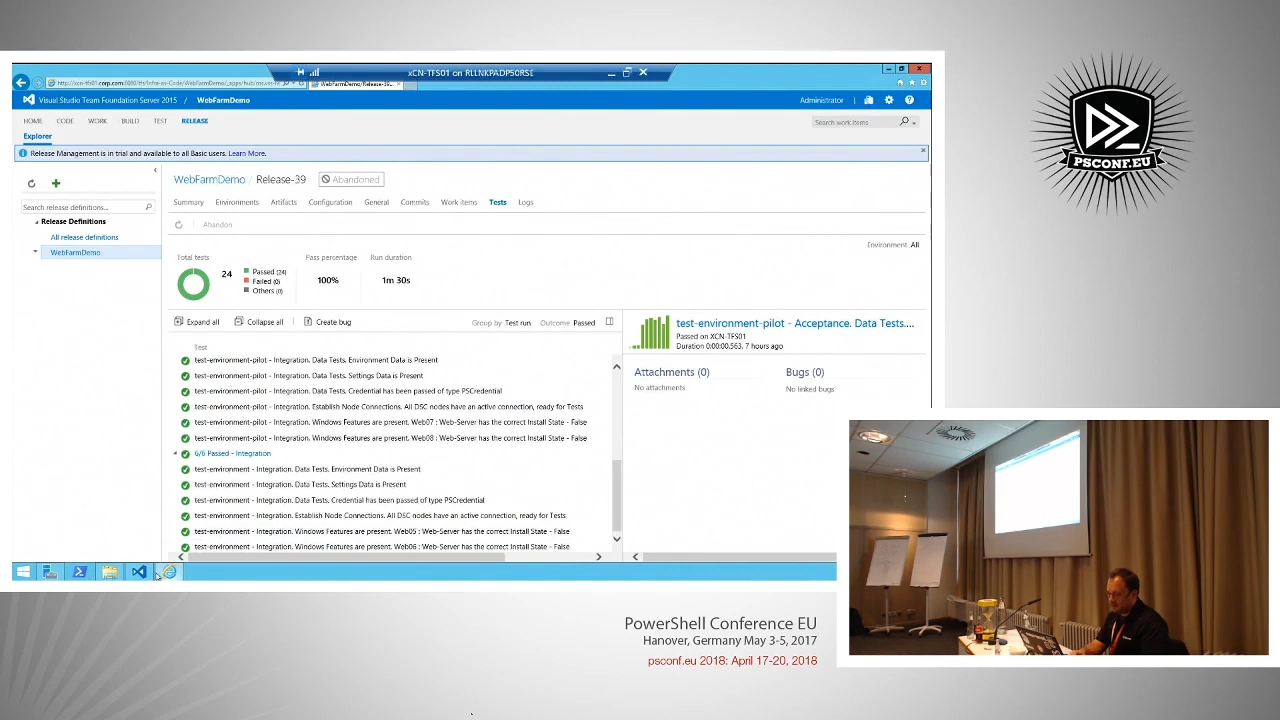 xCN-TFS01 on RLLNKPADP50RSI
WebFarmDemo/Release-39...
Visual Studio Team Foundation Server 2015 / WebFarmDemo
Administrator
HOME CODE WORK BUILD TEST RELEASE
Search work items
Explorer
Release Management is in trial and available to all Basic users. Learn More.
WebFarmDemo / Release-39 Abandoned
Summary Environments Artifacts Configuration General Commits Work items Tests Logs
Search release definitions...
Release Definitions
All release definitions
WebFarmDemo
Abandon
Environment All
Total tests Pass percentage Run duration
24
Passed (24)
Failed (0)
Others (0)
100%
1m 30s
Expand all Collapse all Create bug Group by Test run Outcome Passed
Test
test-environment-pilot - Integration. Data Tests. Environment Data is Present
test-environment-pilot - Integration. Data Tests. Settings Data is Present
test-environment-pilot - Integration. Data Tests. Credential has been passed of type PSCredential
test-environment-pilot - Integration. Establish Node Connections. All DSC nodes have an active connection, ready for Tests
test-environment-pilot - Integration. Windows Features are present. Web07 : Web-Server has the correct Install State - False
test-environment-pilot - Integration. Windows Features are present. Web08 : Web-Server has the correct Install State - False
6/6 Passed - Integration
test-environment - Integration. Data Tests. Environment Data is Present
test-environment - Integration. Data Tests. Settings Data is Present
test-environment - Integration. Data Tests. Credential has been passed of type PSCredential
test-environment - Integration. Establish Node Connections. All DSC nodes have an active connection, ready for Tests
test-environment - Integration. Windows Features are present. Web05 : Web-Server has the correct Install State - False
test-environment - Integration. Windows Features are present. Web06 : Web-Server has the correct Install State - False
test-environment-pilot - Acceptance. Data Tests....
Passed on XCN-TFS01
Duration 0:00:00.563, 7 hours ago
Attachments (0)
No attachments
Bugs (0)
No linked bugs
PSCONF.EU
PowerShell Conference EU
Hanover, Germany May 3-5, 2017
psconf.eu 2018: April 17-20, 2018